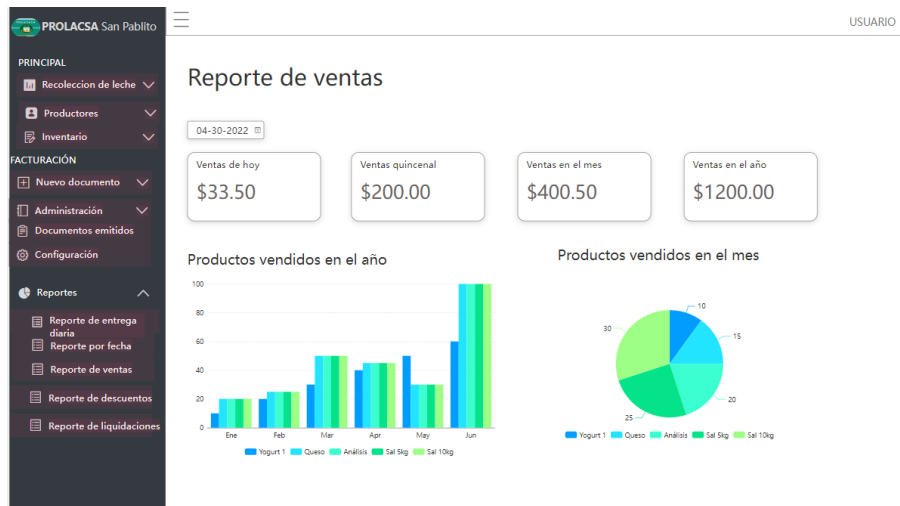 PROLACSA San Pablito
USUARIO
PRINCIPAL
Recoleccion de leche
Productores
Inventario
FACTURACIÓN
Nuevo documento
Administración
Documentos emitidos
Configuración
Reportes
Reporte de entrega
diaria
Reporte por fecha
Reporte de ventas
Reporte de descuentos
Reporte de liquidaciones
Reporte de ventas
04-30-2022
Ventas de hoy
$33.50
Ventas quincenal
$200.00
Ventas en el mes
$400.50
Ventas en el año
$1200.00
Productos vendidos en el año
100
80
60
40
20
0
Ene Feb Mar Apr May Jun
Yogurt 1 Queso Análisis Sal 5kg Sal 10kg
Productos vendidos en el mes
10
15
20
25
30
Yogurt 1 Queso Análisis Sal 5kg Sal 10kg